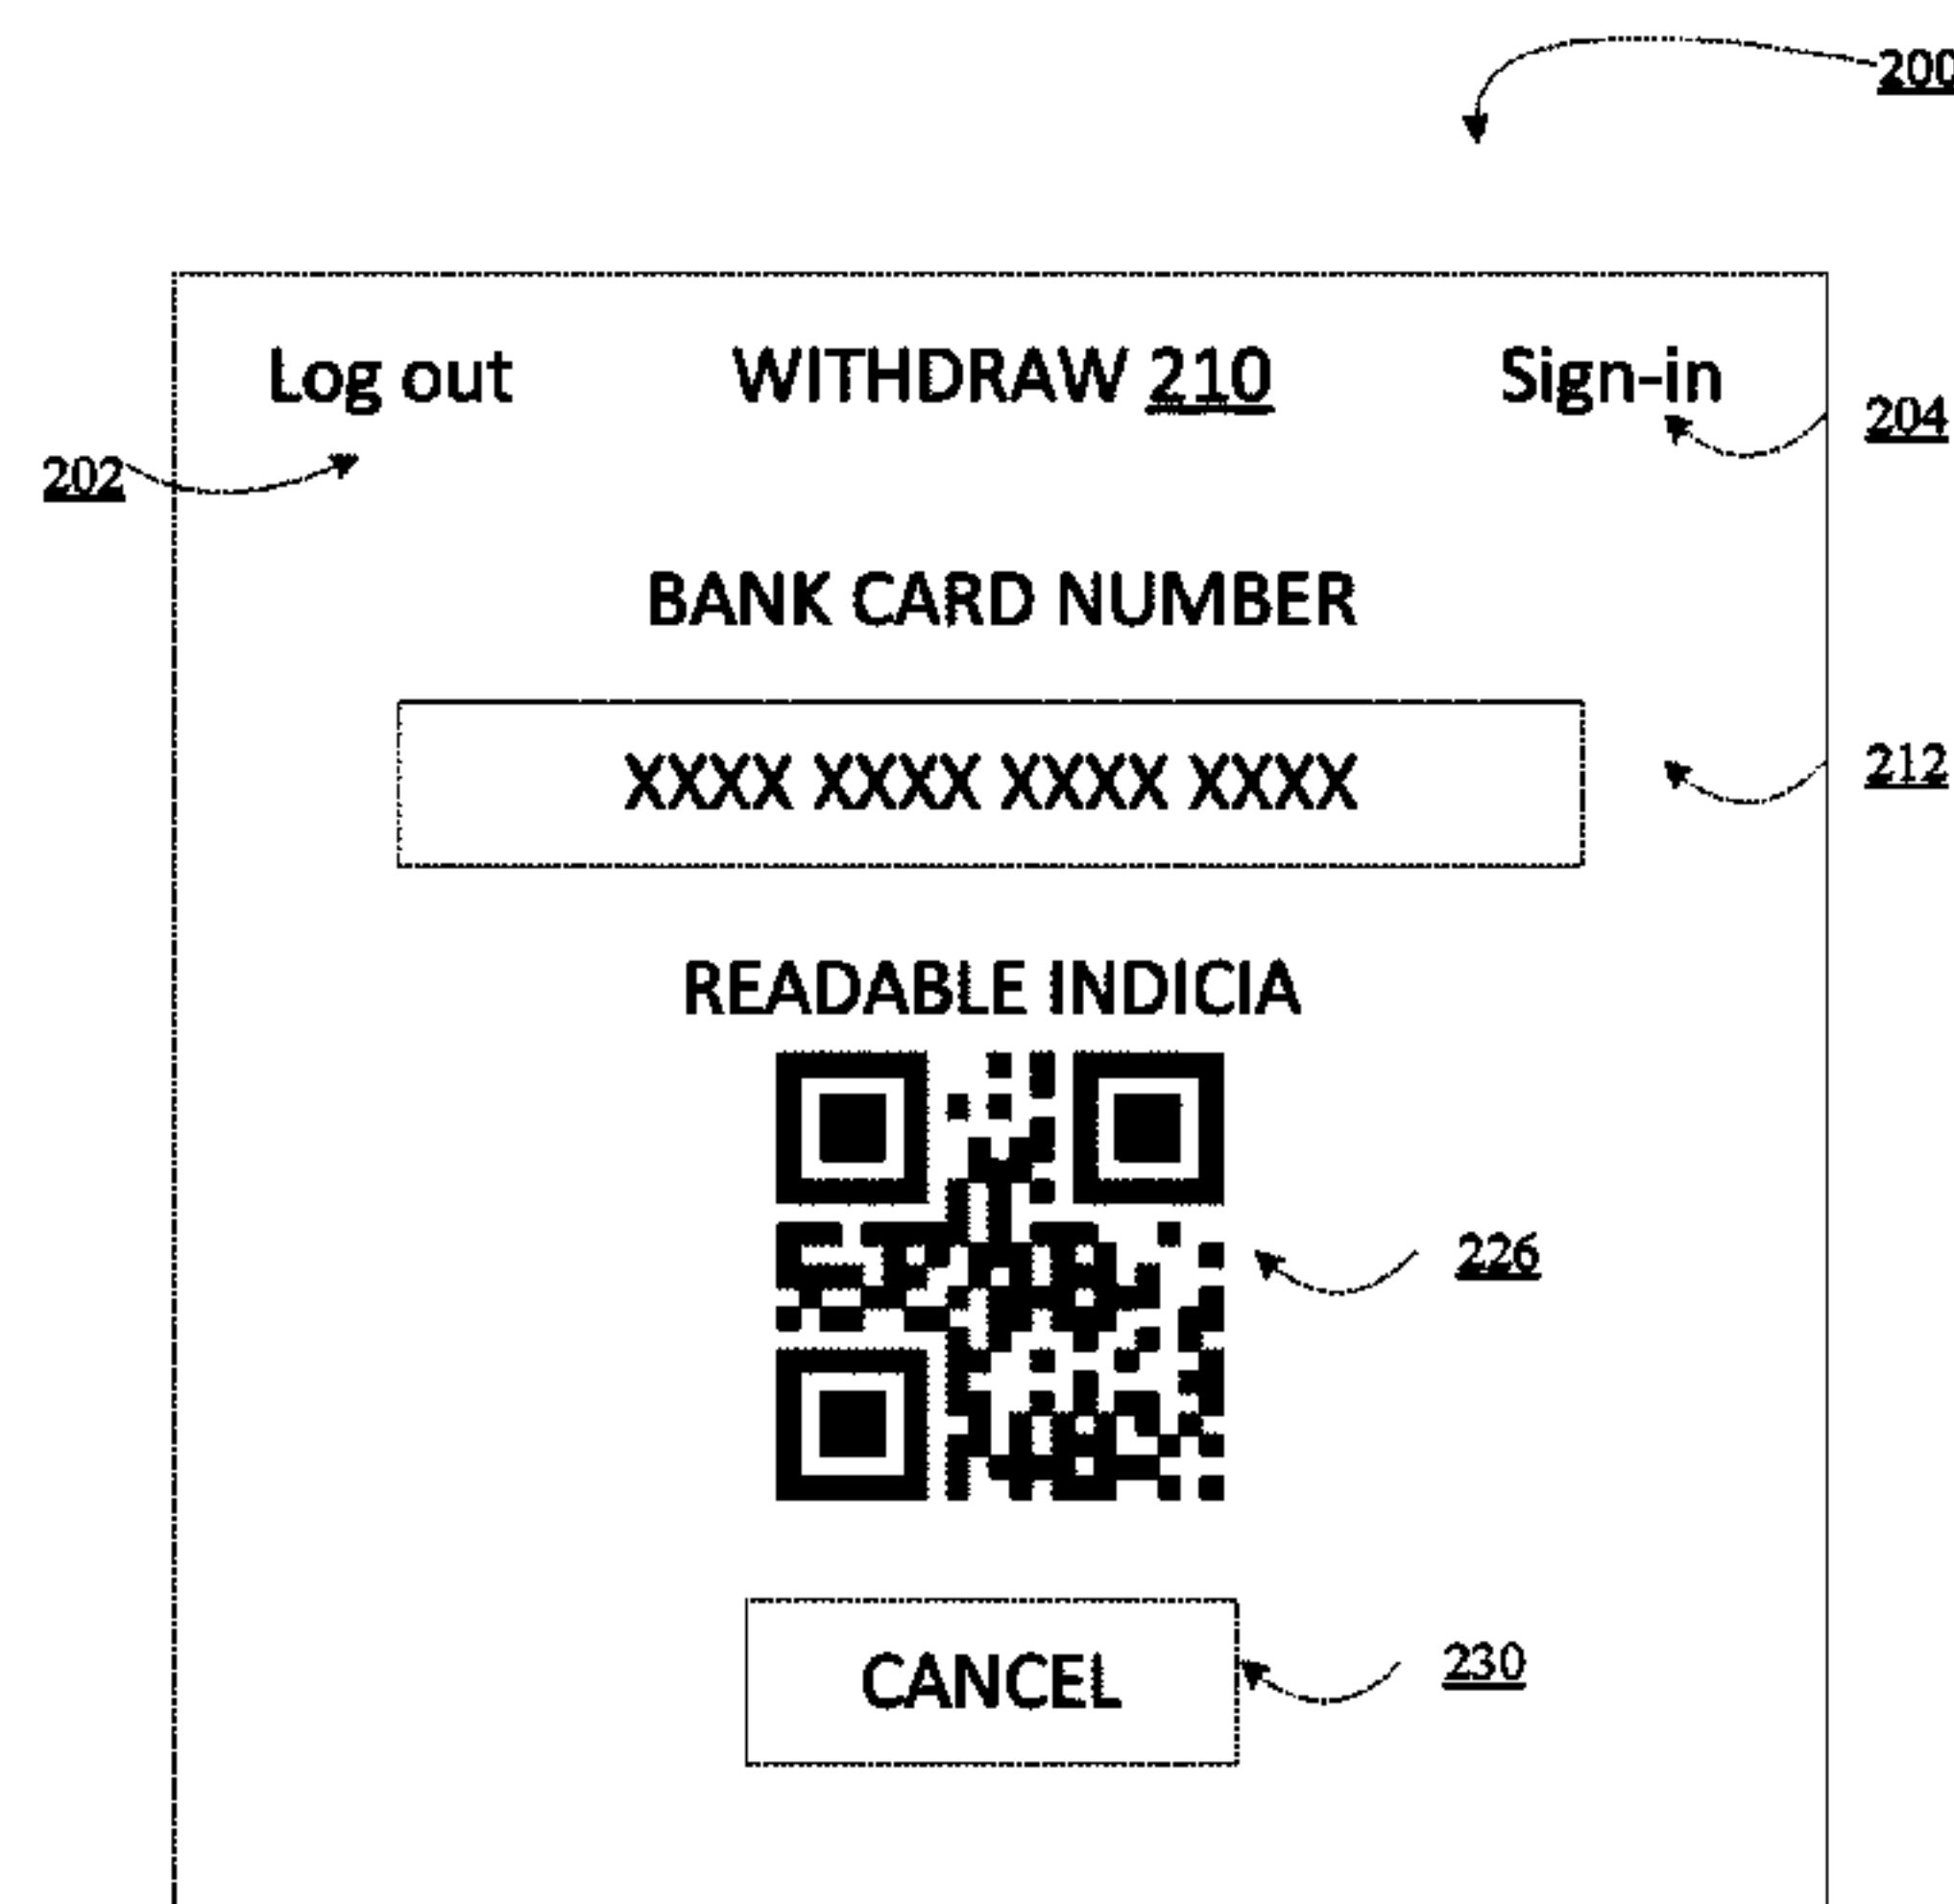 200
Log out WITHDRAW 210 Sign-in
204
202
BANK CARD NUMBER
XXXX XXXX XXXX XXXX
212
READABLE INDICIA
226
CANCEL
230